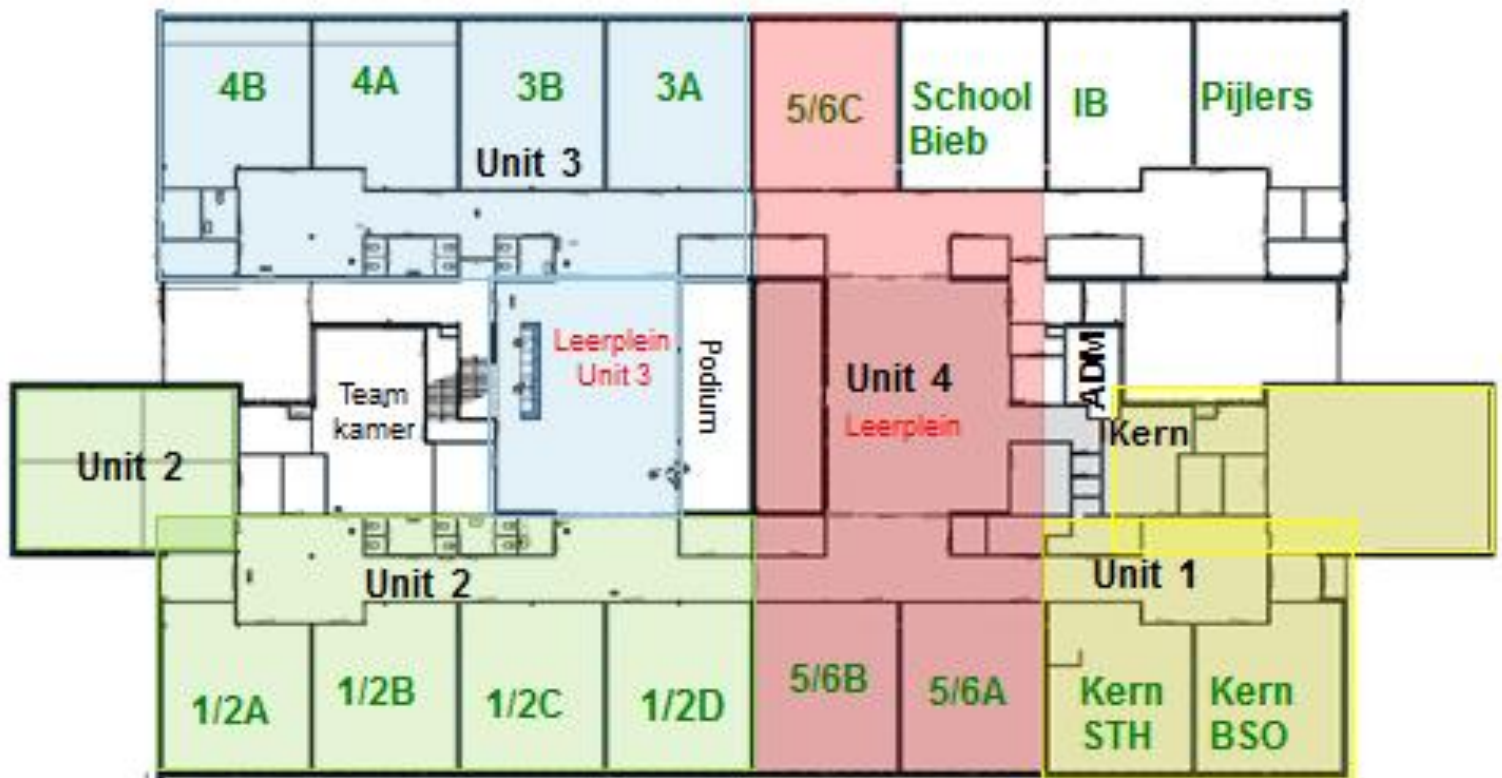 4B
4A
3B
3A
5/6C
School
Bieb
IB
Pijlers
Unit 3
Leerplein
Unit 3
Podium
Team
kamer
Unit 4
Leerplein
ADM
Kern
Unit 2
Unit 2
Unit 1
1/2A
1/2B
1/2C
1/2D
5/6B
5/6A
Kern
STH
Kern
BSO